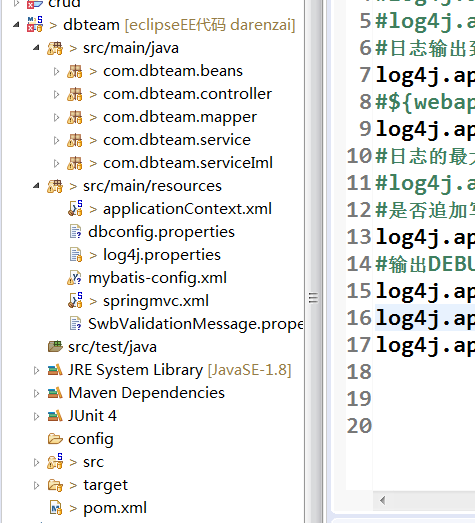 crud
> dbteam [eclipseEE代码 darenzai]
> src/main/java
> com.dbteam.beans
> com.dbteam.controller
> com.dbteam.mapper
> com.dbteam.service
> com.dbteam.serviceIml
> src/main/resources
> applicationContext.xml
dbconfig.properties
> log4j.properties
mybatis-config.xml
> springmvc.xml
SwbValidationMessage.prope
src/test/java
JRE System Library [JavaSE-1.8]
Maven Dependencies
JUnit 4
config
> src
> target
> pom.xml
5 #log4j.a
6 #日志输出到
7 log4j.ap
8 #${webap
9 log4j.ap
10 #日志的最大
11 #log4j.a
12 #是否追加写
13 log4j.ap
14 #输出DEBU
15 log4j.ap
16 log4j.ap
17 log4j.ap
18
19
20